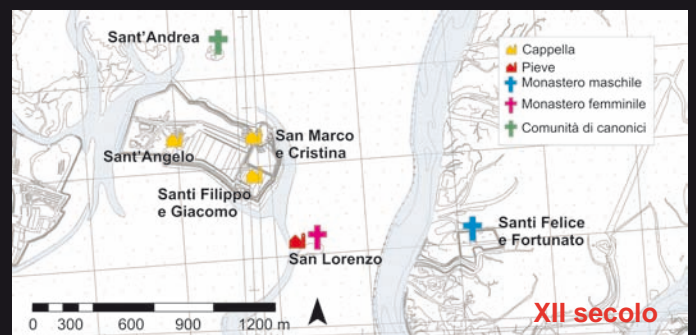 Sant'Andrea
Cappella
Pieve
Monastero maschile
Monastero femminile
Comunità di canonici
San Marco
e Cristina
Sant'Angelo
Santi Filippo
e Giacomo
Santi Felice
e Fortunato
San Lorenzo
0 300 600 900 1200 m
XII secolo